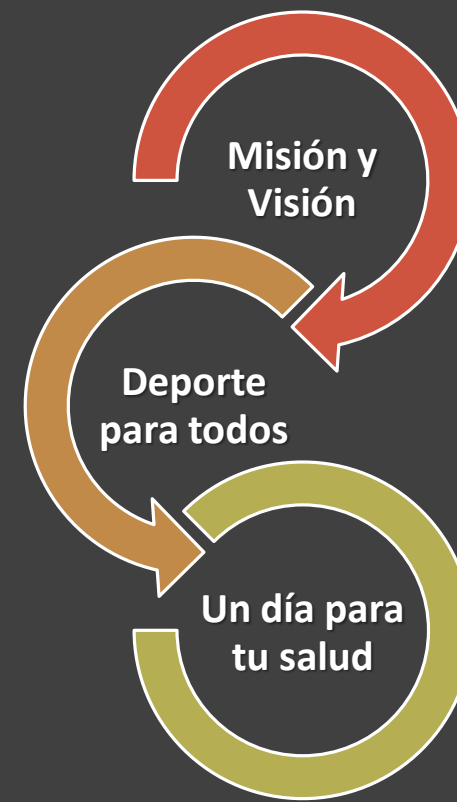 Misión y
Visión
Deporte
para todos
Un día para
tu salud